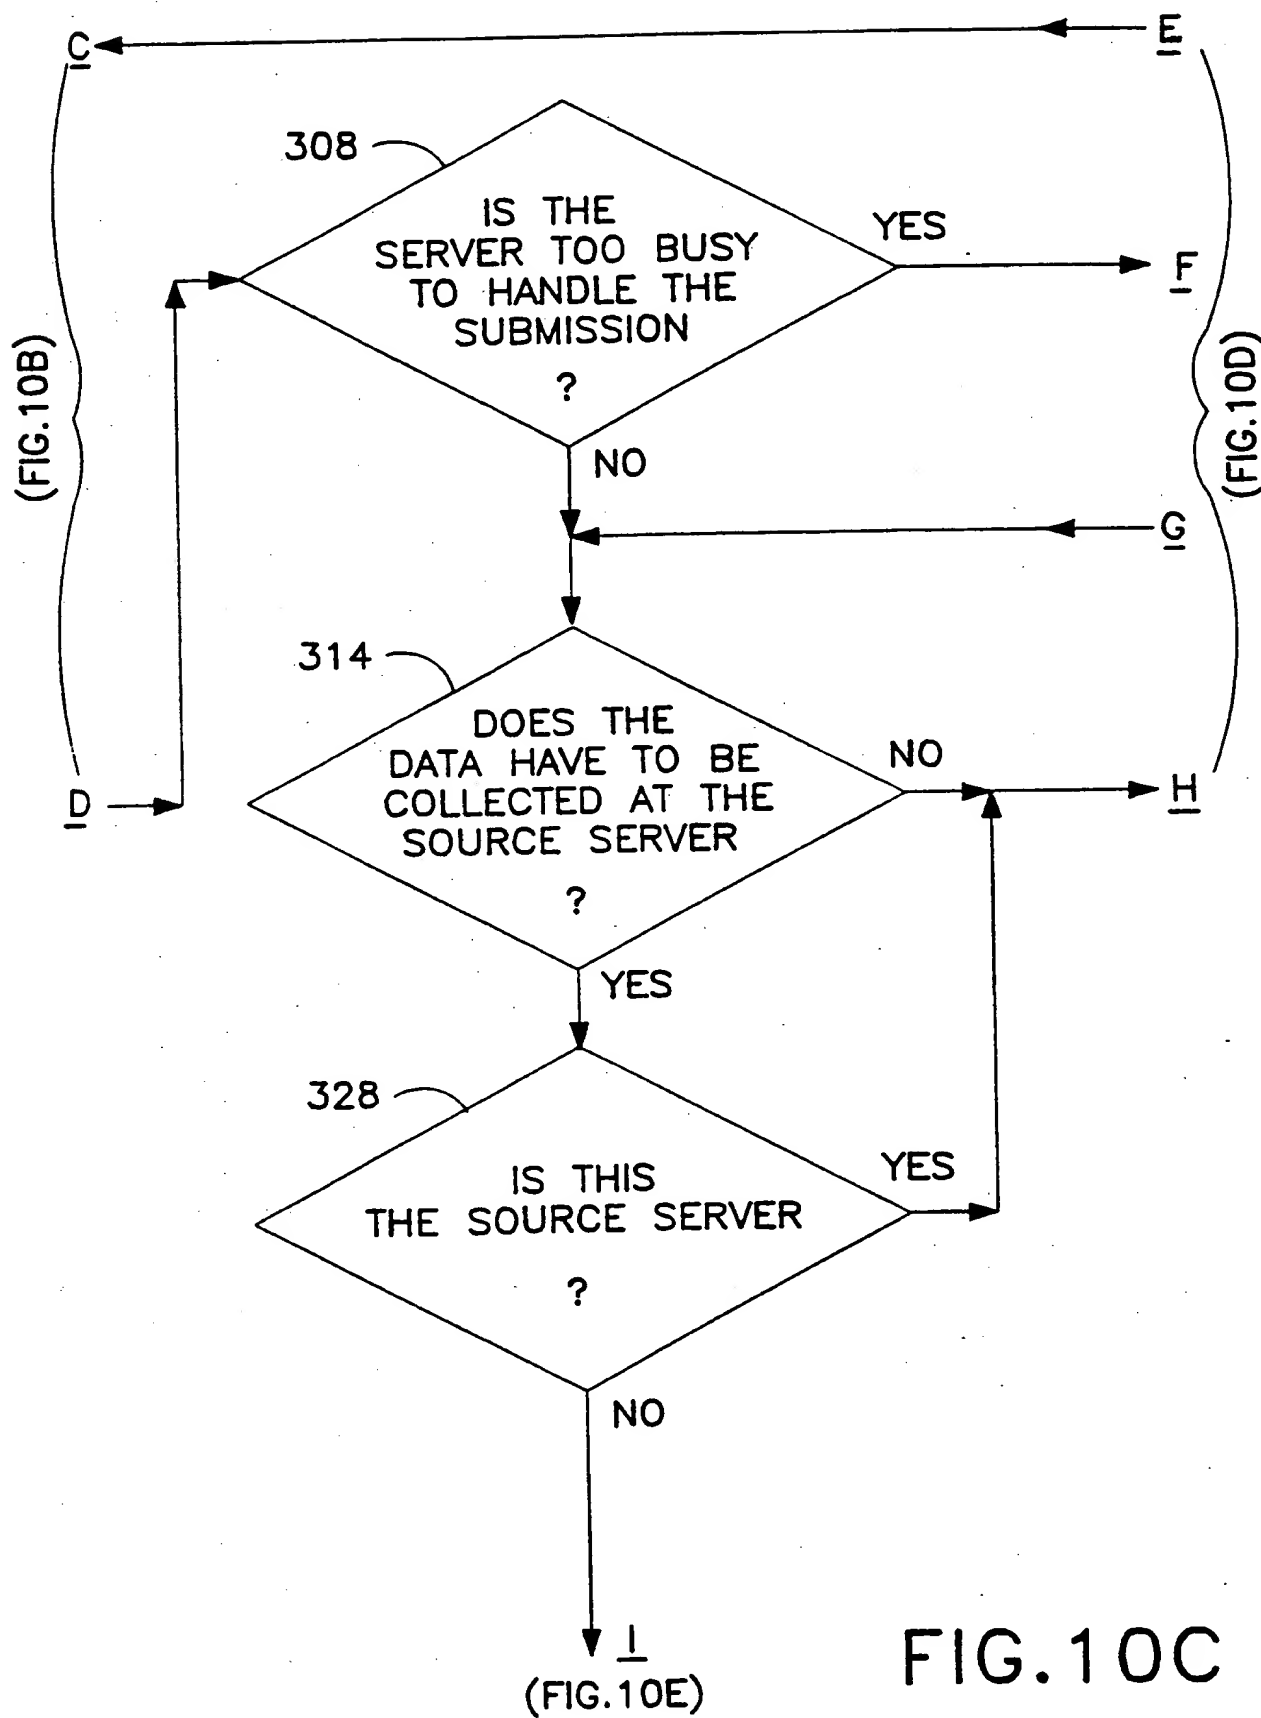 C
E
308
IS THE
SERVER TOO BUSY
TO HANDLE THE
SUBMISSION
?
YES
F
(FIG.10B)
(FIG.10D)
NO
G
314
DOES THE
DATA HAVE TO BE
COLLECTED AT THE
SOURCE SERVER
?
NO
D
H
YES
328
IS THIS
THE SOURCE SERVER
?
YES
NO
I
(FIG.10E)
FIG.10C